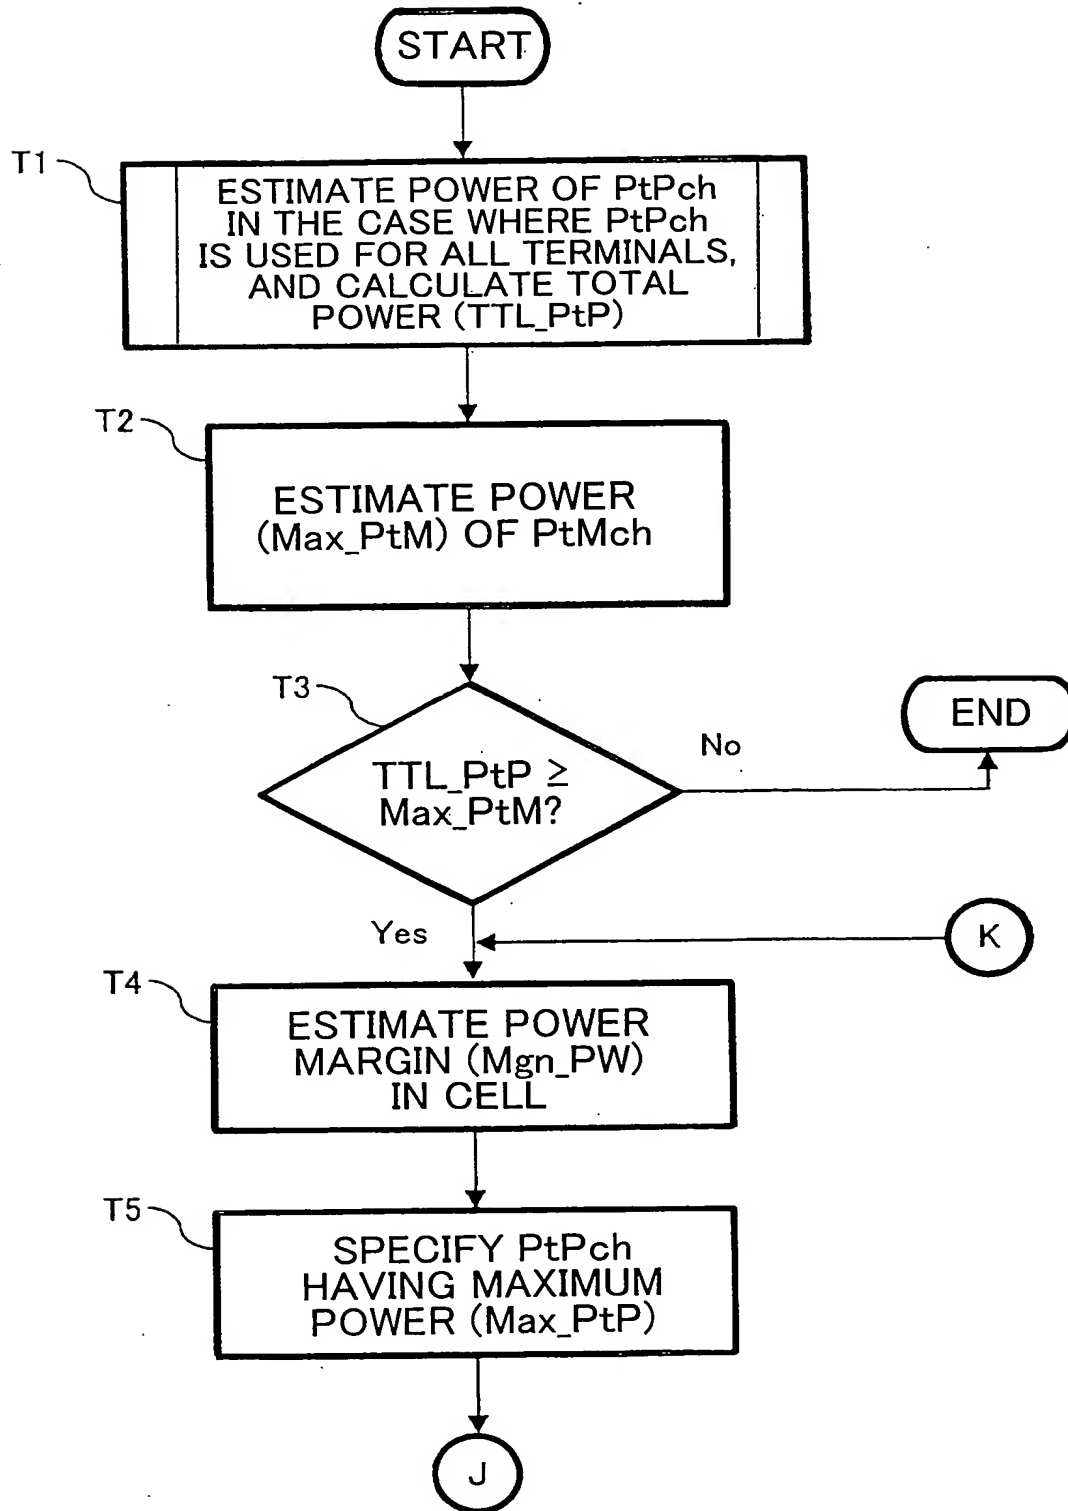 START
T1
ESTIMATE POWER OF PtPch
IN THE CASE WHERE PtPch
IS USED FOR ALL TERMINALS,
AND CALCULATE TOTAL
POWER (TTL_PtP)
T2
ESTIMATE POWER
(Max_PtM) OF PtMch
T3
TTL_PtP ≥
Max_PtM?
No
END
Yes
K
T4
ESTIMATE POWER
MARGIN (Mgn_PW)
IN CELL
T5
SPECIFY PtPch
HAVING MAXIMUM
POWER (Max_PtP)
J